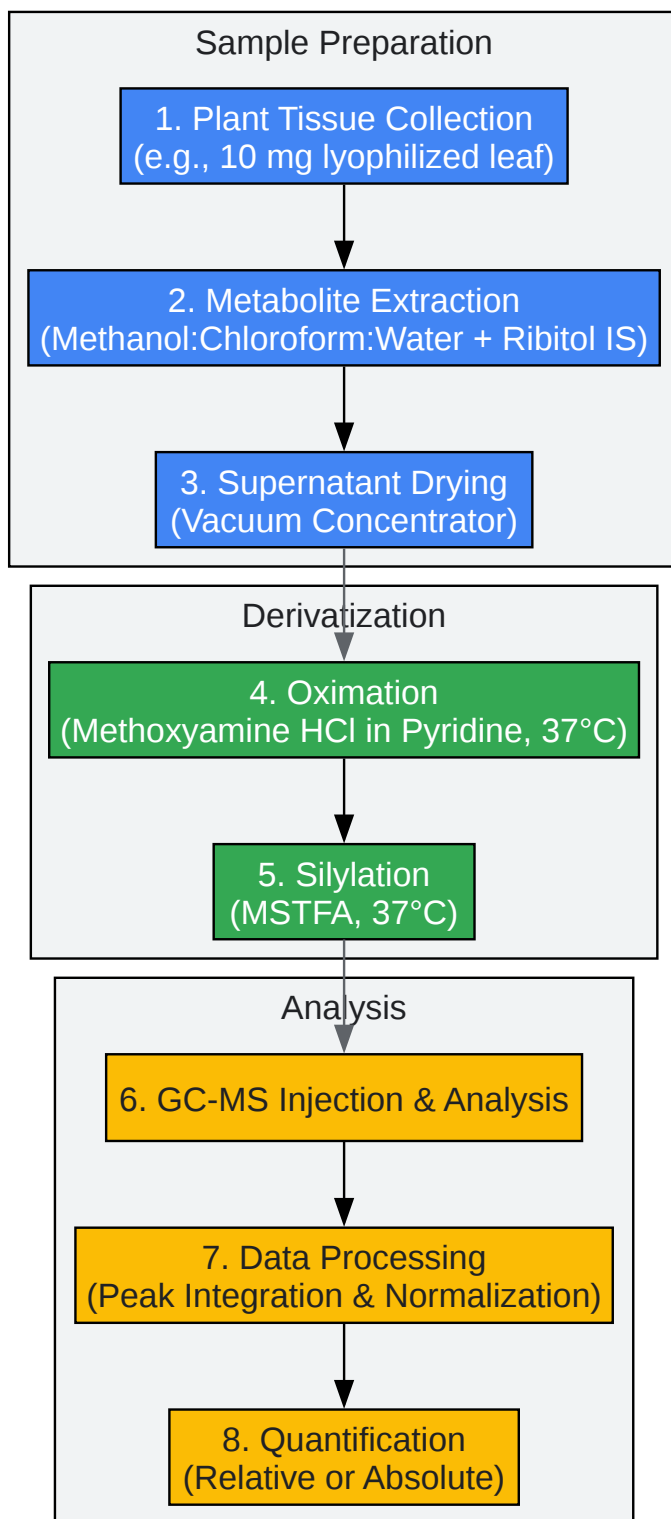 Sample Preparation
1. Plant Tissue Collection
(e.g., 10 mg lyophilized leaf)
2. Metabolite Extraction
(Methanol:Chloroform:Water + Ribitol IS)
3. Supernatant Drying
(Vacuum Concentrator)
Derivatization
4. Oximation
(Methoxyamine HCl in Pyridine, 37°C)
5. Silylation
(MSTFA, 37°C)
Analysis
6. GC-MS Injection & Analysis
7. Data Processing
(Peak Integration & Normalization)
8. Quantification
(Relative or Absolute)